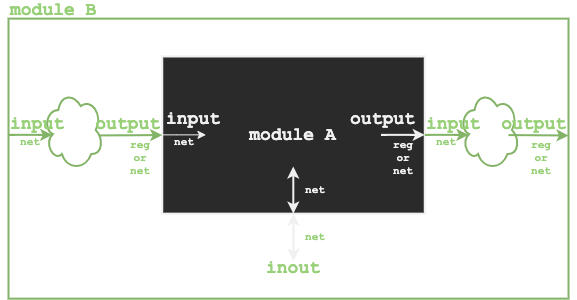 module B
input
net
output
reg
or
net
input
net
module A
output
reg
or
net
input
net
output
reg
or
net
net
net
inout